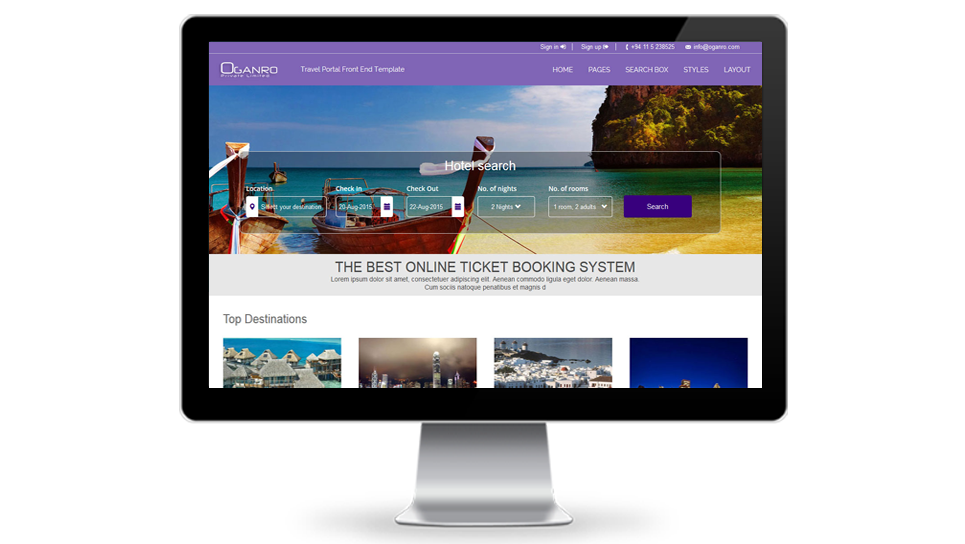 Sign in | Sign up | +94 11 5 238525 info@oganro.com
OGANRO
Private Limited
Travel Portal Front End Template
HOME PAGES SEARCH BOX STYLES LAYOUT
Hotel search
Location Check In Check Out No. of nights No. of rooms
Select your destination. 20-Aug-2015 22-Aug-2015 2 Nights 1 room, 2 adults Search
THE BEST ONLINE TICKET BOOKING SYSTEM
Lorem ipsum dolor sit amet, consectetuer adipiscing elit. Aenean commodo ligula eget dolor. Aenean massa.
Cum sociis natoque penatibus et magnis d
Top Destinations